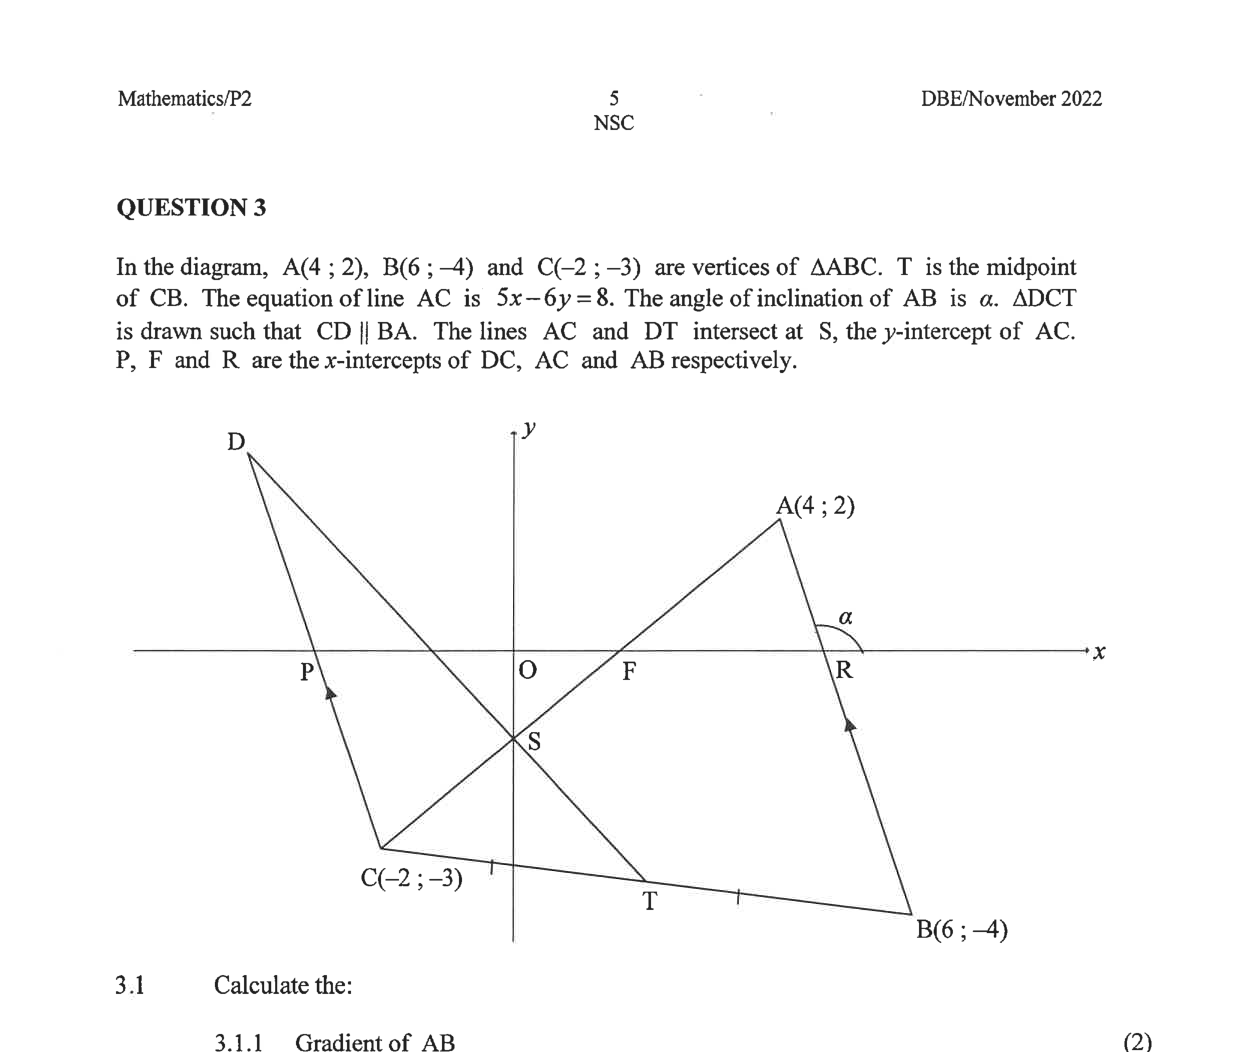 Mathematics/P2 5 DBE/November 2022
NSC
QUESTION 3
In the diagram, A(4 ; 2), B(6 ; –4) and C(–2 ; –3) are vertices of ΔABC. T is the midpoint
of CB. The equation of line AC is 5x – 6y = 8. The angle of inclination of AB is α. ΔDCT
is drawn such that CD || BA. The lines AC and DT intersect at S, the y-intercept of AC.
P, F and R are the x-intercepts of DC, AC and AB respectively.
y
D
A(4 ; 2)
α
x
P O F R
S
C(–2 ; –3)
T
B(6 ; –4)
3.1 Calculate the:
3.1.1 Gradient of AB (2)